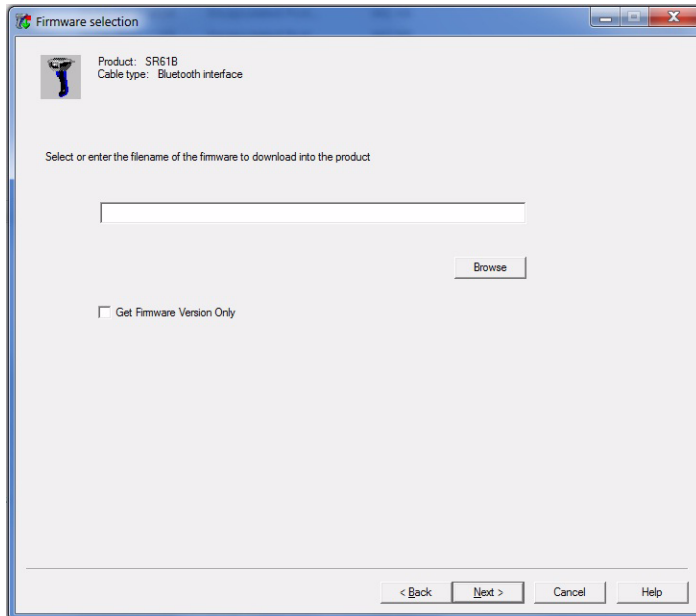 Firmware selection
Product: SR61B
Cable type: Bluetooth interface
Select or enter the filename of the firmware to download into the product
Browse
Get Firmware Version Only
< Back
Next >
Cancel
Help